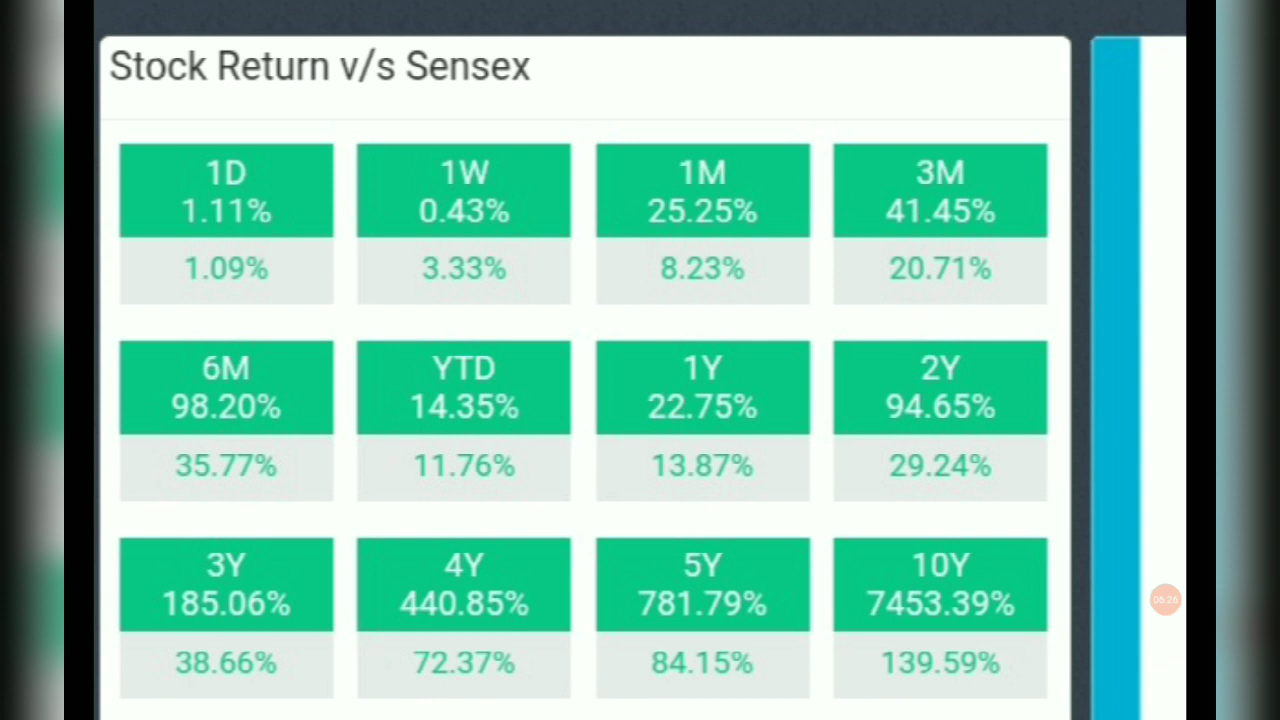 Stock Return v/s Sensex
1D 1W 1M 3M
1.11% 0.43% 25.25% 41.45%
1.09% 3.33% 8.23% 20.71%
6M YTD 1Y 2Y
98.20% 14.35% 22.75% 94.65%
35.77% 11.76% 13.87% 29.24%
3Y 4Y 5Y 10Y
185.06% 440.85% 781.79% 7453.39%
38.66% 72.37% 84.15% 139.59%
06:26